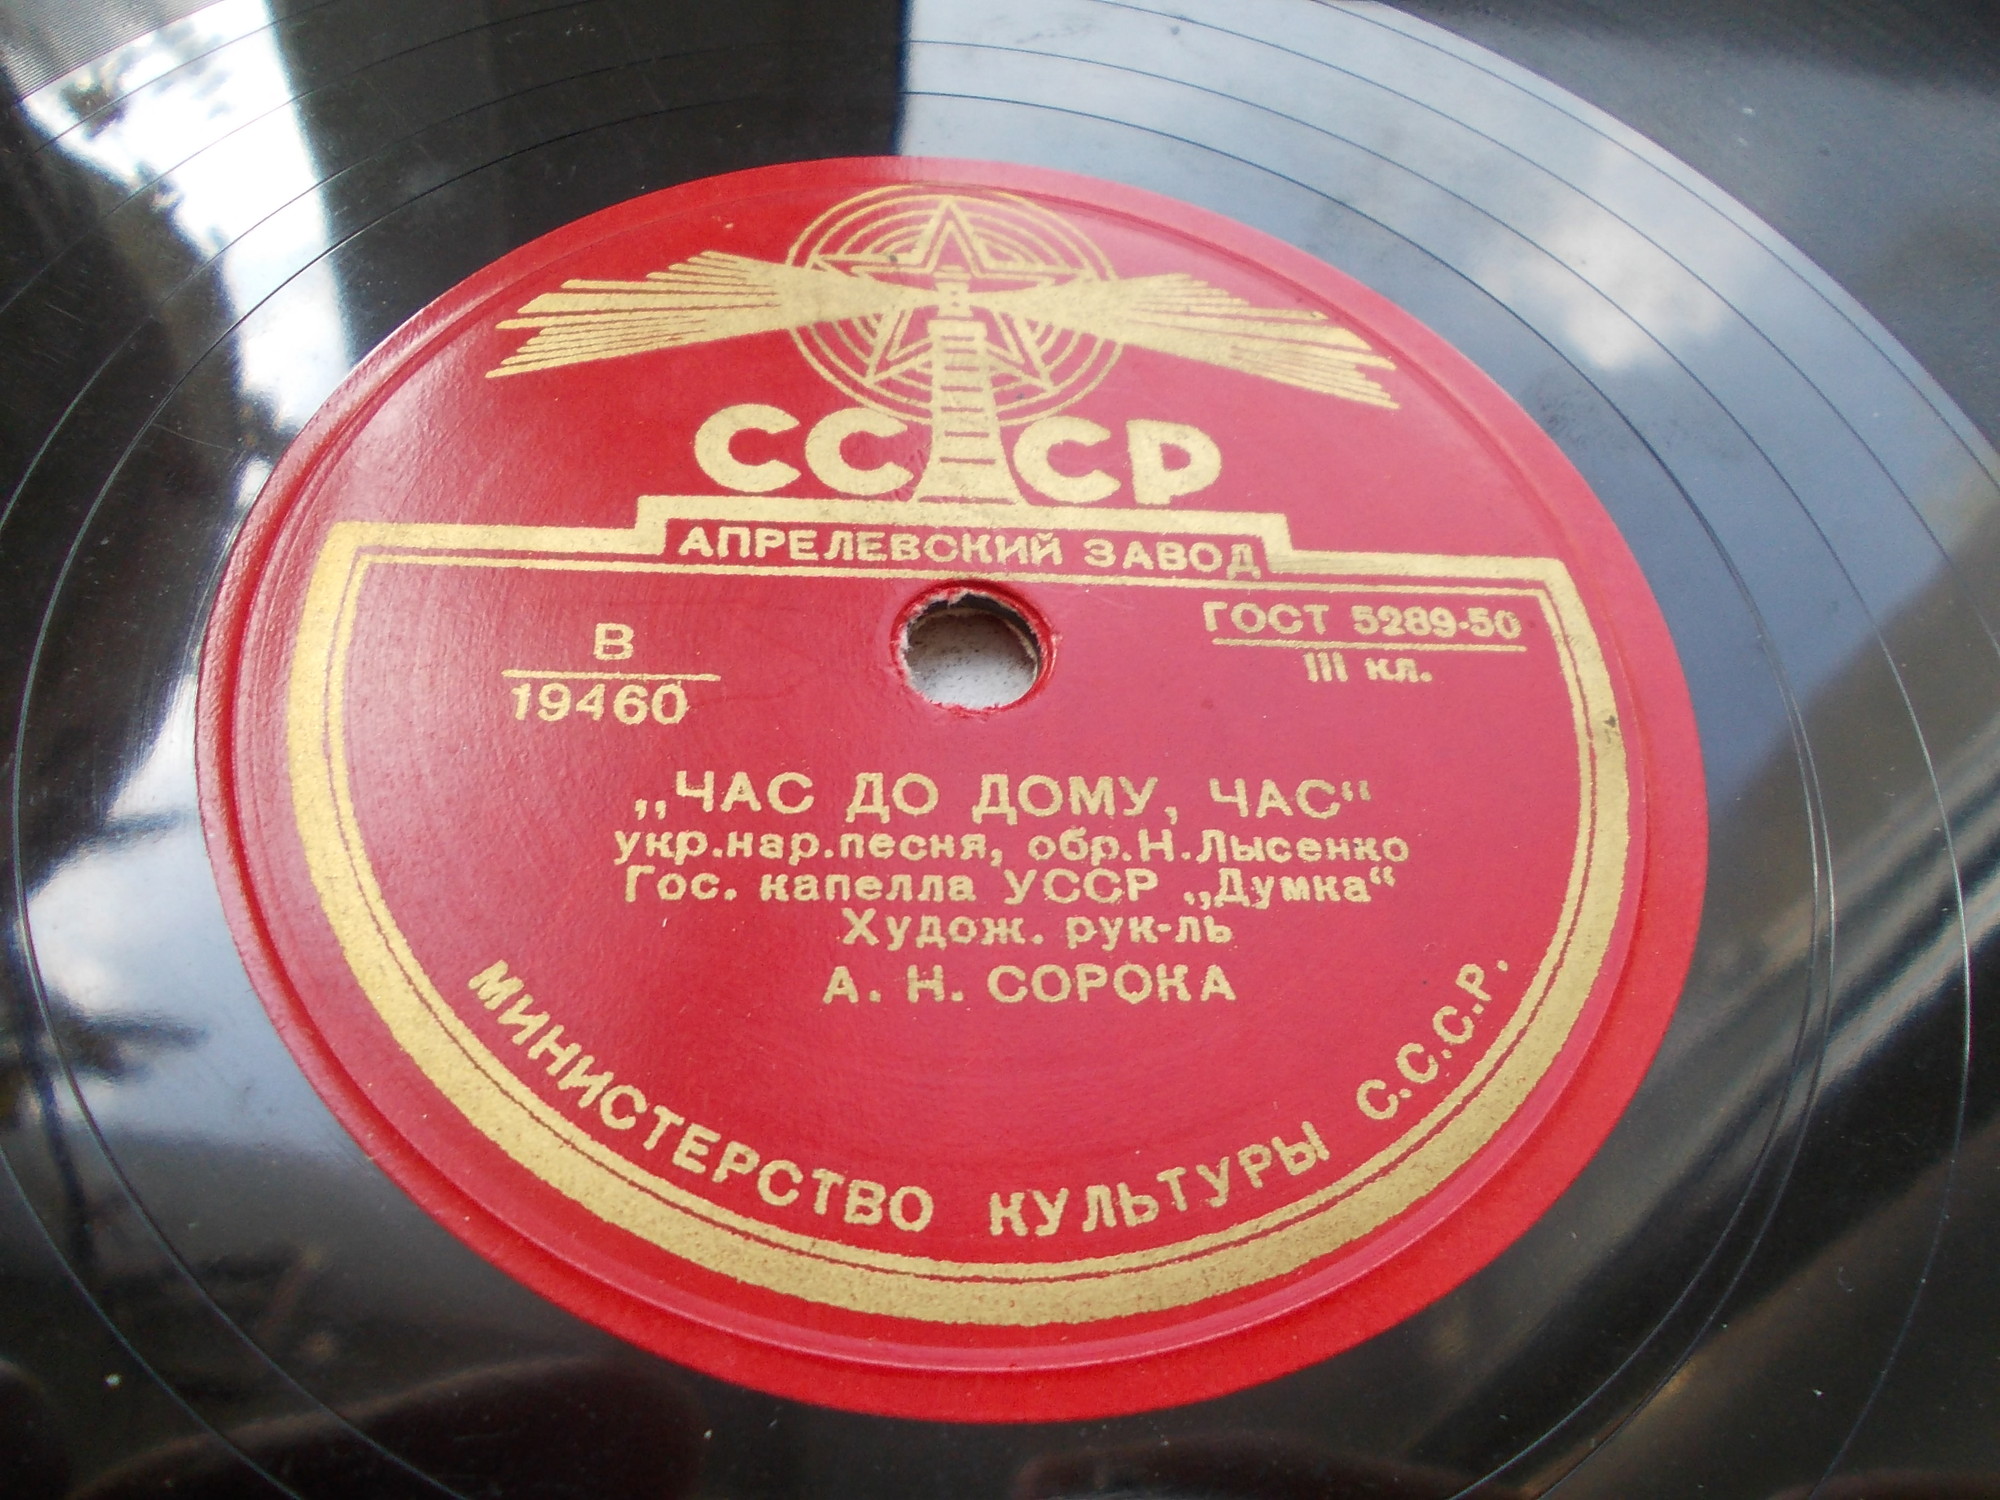 СССР
АПРЕЛЕВСКИЙ ЗАВОД
В
19460
ГОСТ 5289-50
III кл.
„ЧАС ДО ДОМУ, ЧАС“
укр.нар.песня, обр.Н.Лысенко
Гос. капелла УССР „Думка“
Худож. рук-ль
А. Н. СОРОКА
МИНИСТЕРСТВО КУЛЬТУРЫ С.С.С.Р.